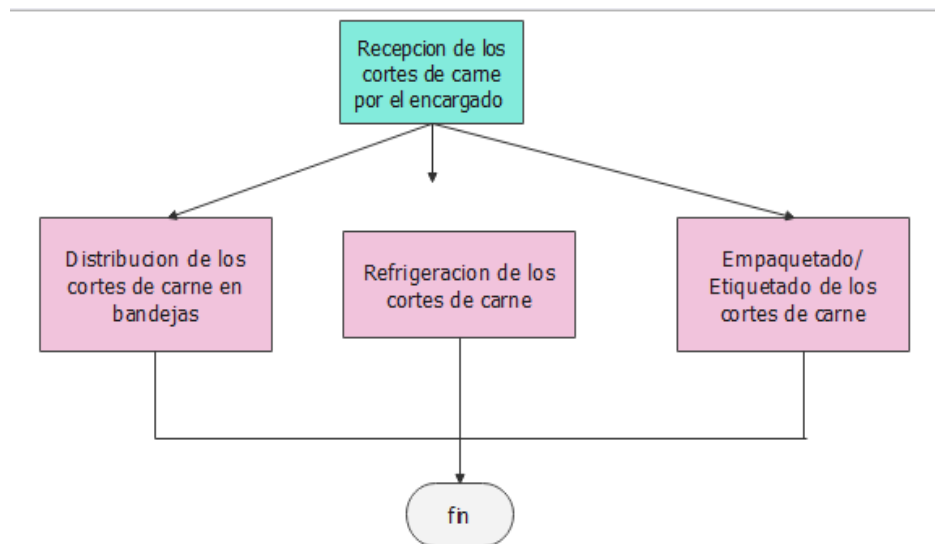 Recepcion de los
cortes de carne
por el encargado
Distribucion de los
cortes de carne en
bandejas
Refrigeracion de los
cortes de carne
Empaquetado/
Etiquetado de los
cortes de carne
fin